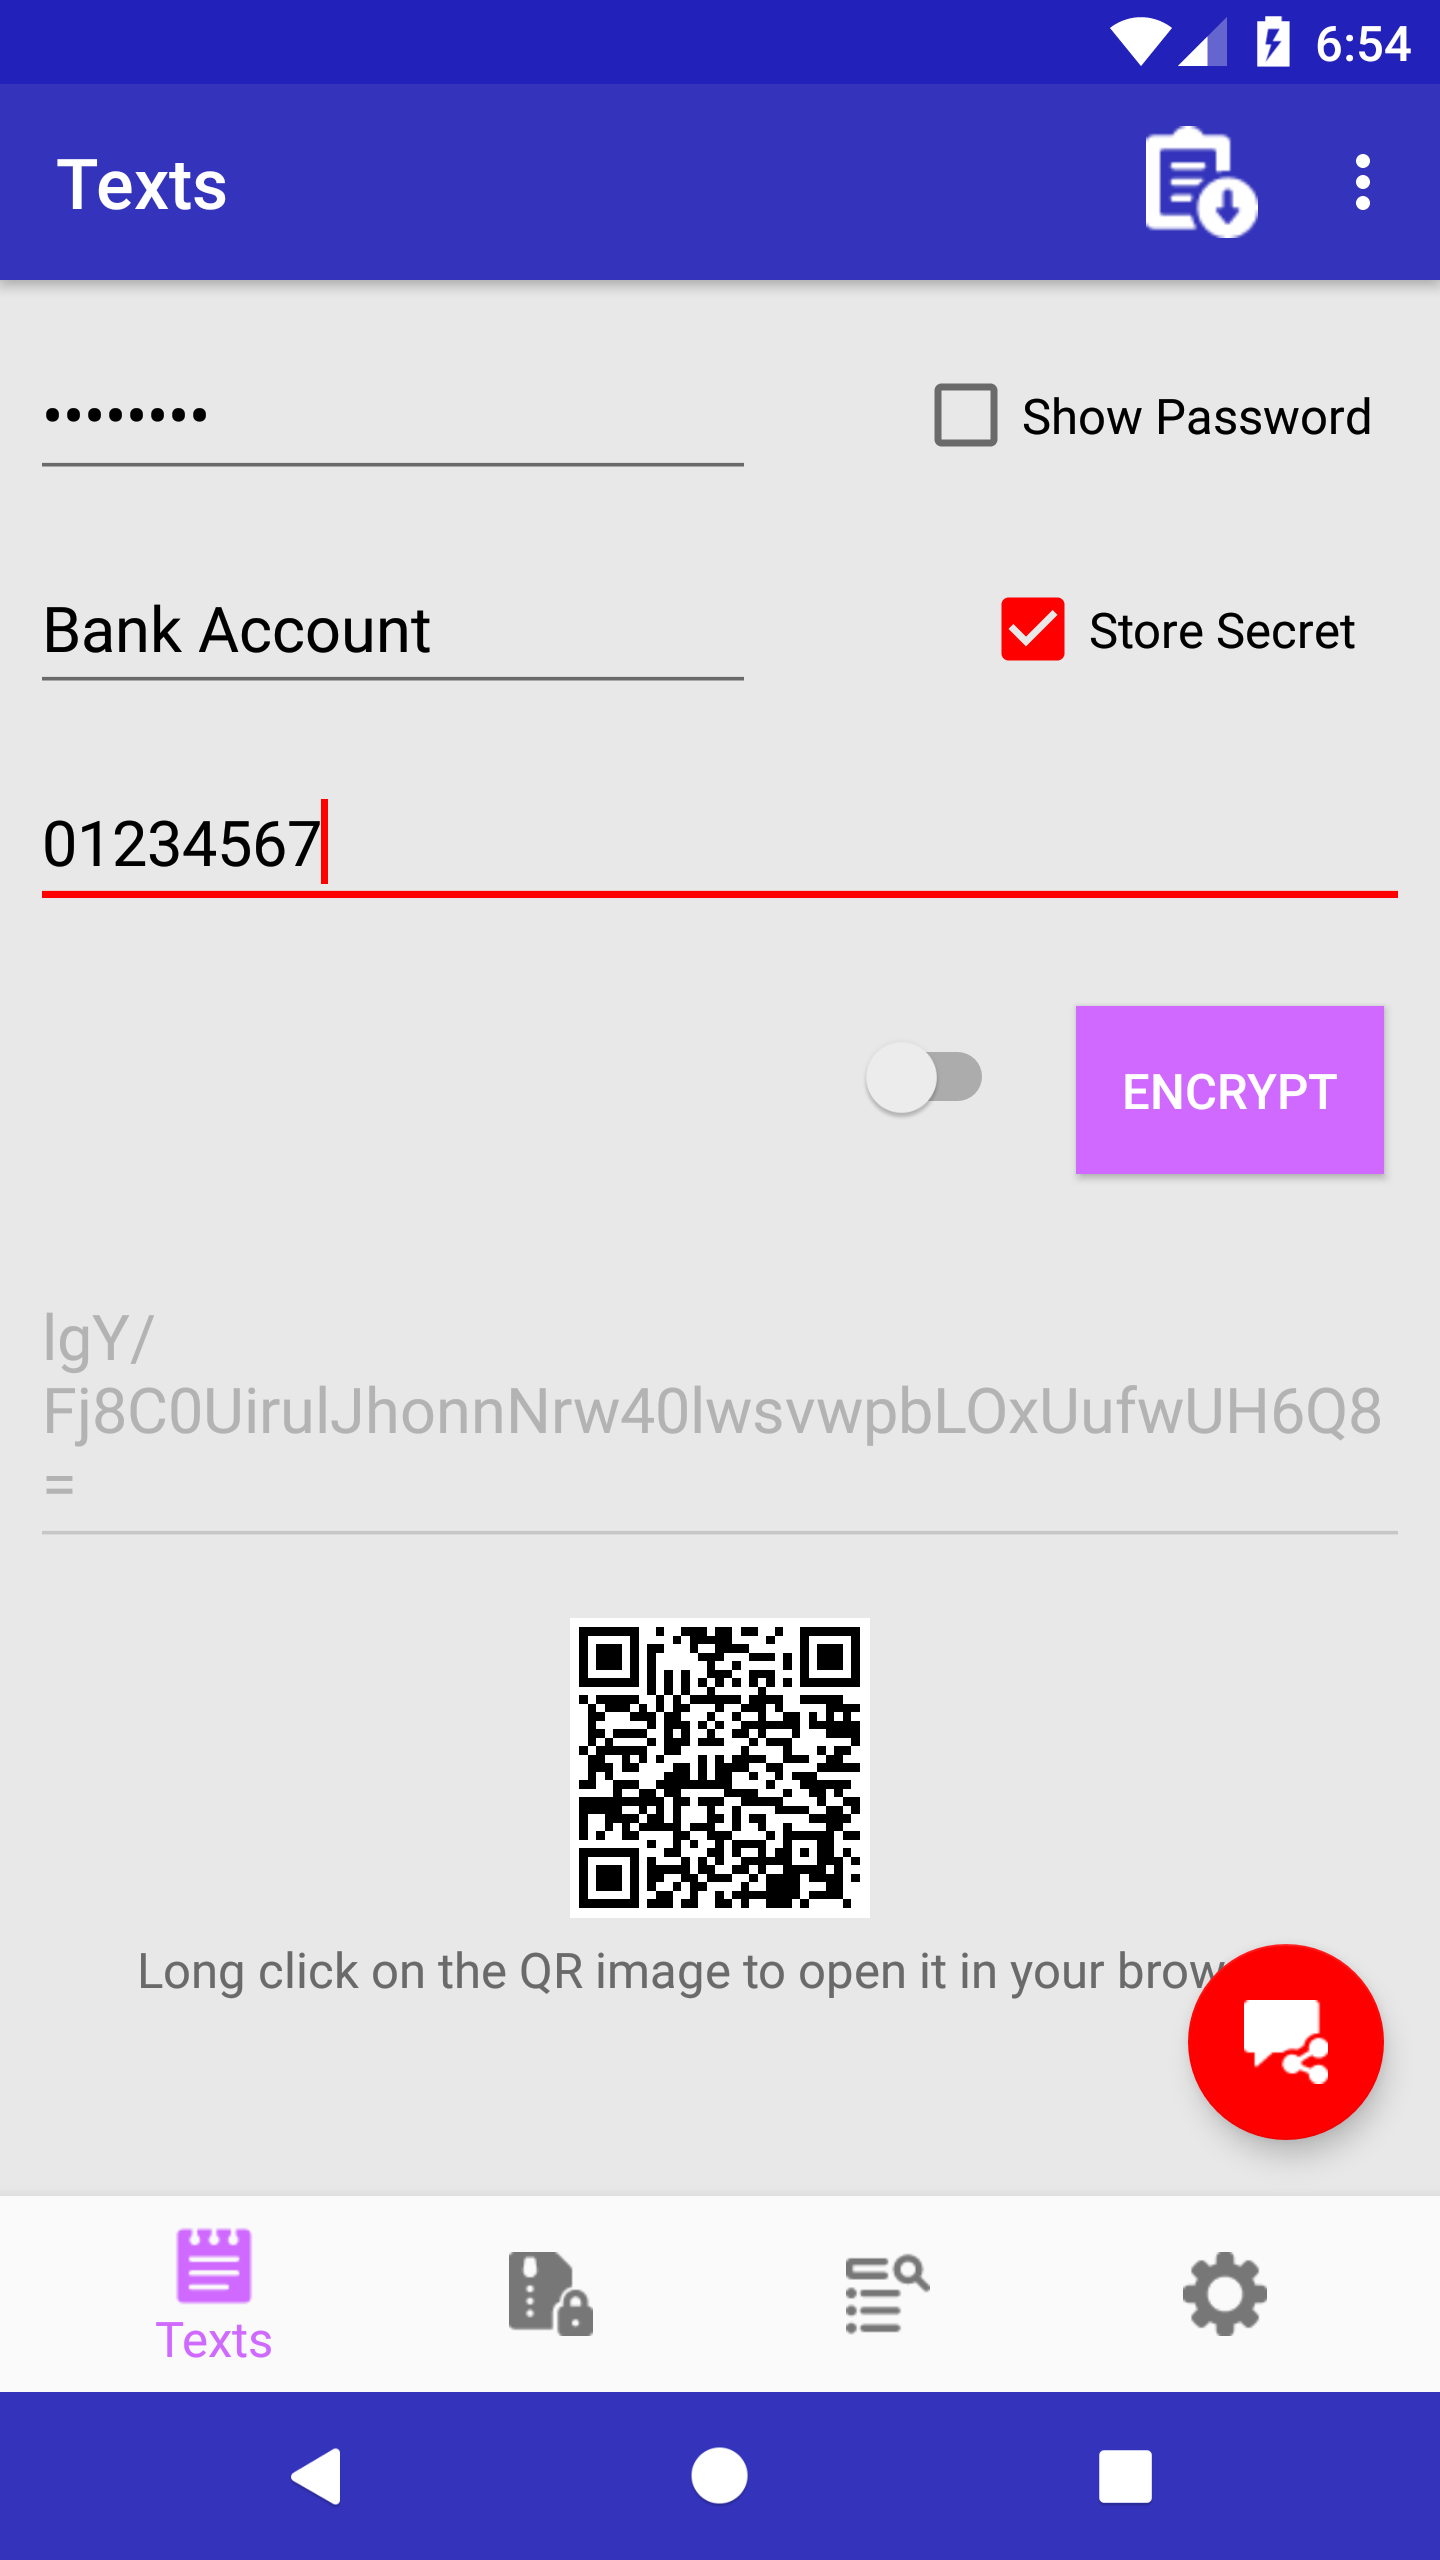 6:54
Texts
••••••••
Show Password
Bank Account
Store Secret
01234567
ENCRYPT
lgY/
Fj8C0UirulJhonnNrw40lwsvwpbLOxUufwUH6Q8
=
Long click on the QR image to open it in your brow
Texts